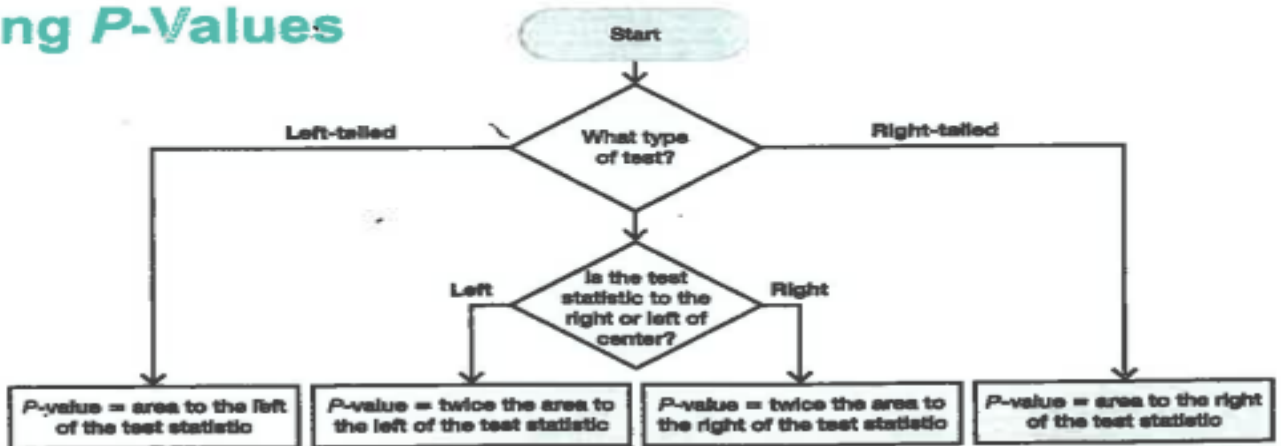 ng P-Values
Start
Left-tailed
What type
of test?
Right-tailed
Left
Is the test
statistic to the
right or left of
center?
Right
P-value = area to the left
of the test statistic
P-value = twice the area to
the left of the test statistic
P-value = twice the area to
the right of the test statistic
P-value = area to the right
of the test statistic